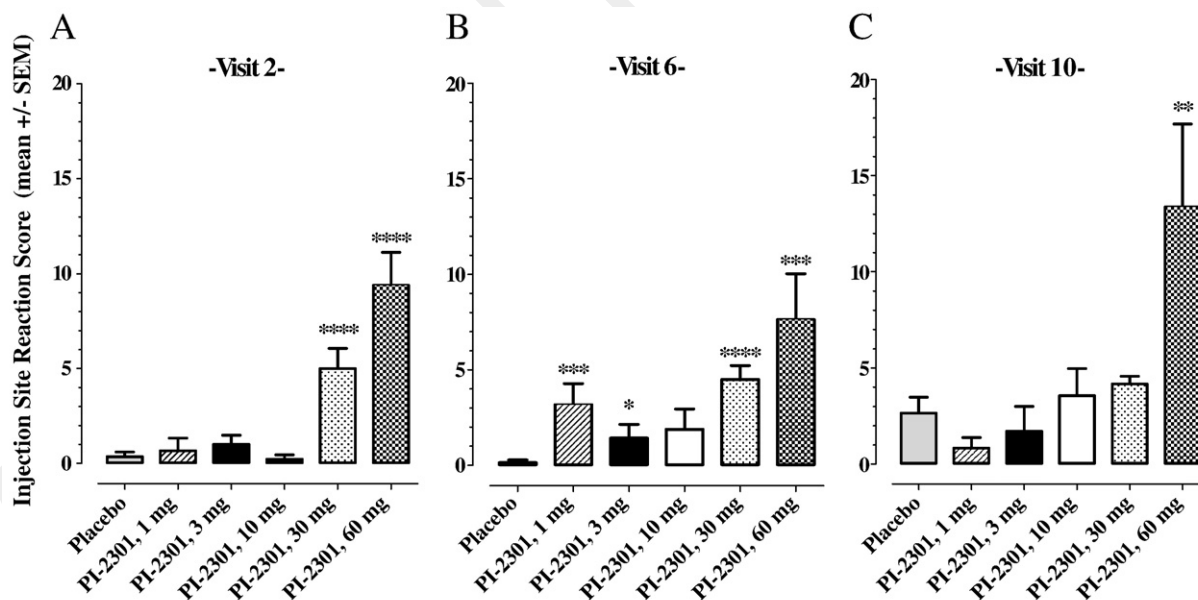 A
-Visit 2-
Injection Site Reaction Score (mean +/- SEM)
20
15
10
5
0
****
****
Placebo
PI-2301, 1 mg
PI-2301, 3 mg
PI-2301, 10 mg
PI-2301, 30 mg
PI-2301, 60 mg
B
-Visit 6-
20
15
10
5
0
***
*
****
***
Placebo
PI-2301, 1 mg
PI-2301, 3 mg
PI-2301, 10 mg
PI-2301, 30 mg
PI-2301, 60 mg
C
-Visit 10-
20
15
10
5
0
**
Placebo
PI-2301, 1 mg
PI-2301, 3 mg
PI-2301, 10 mg
PI-2301, 30 mg
PI-2301, 60 mg